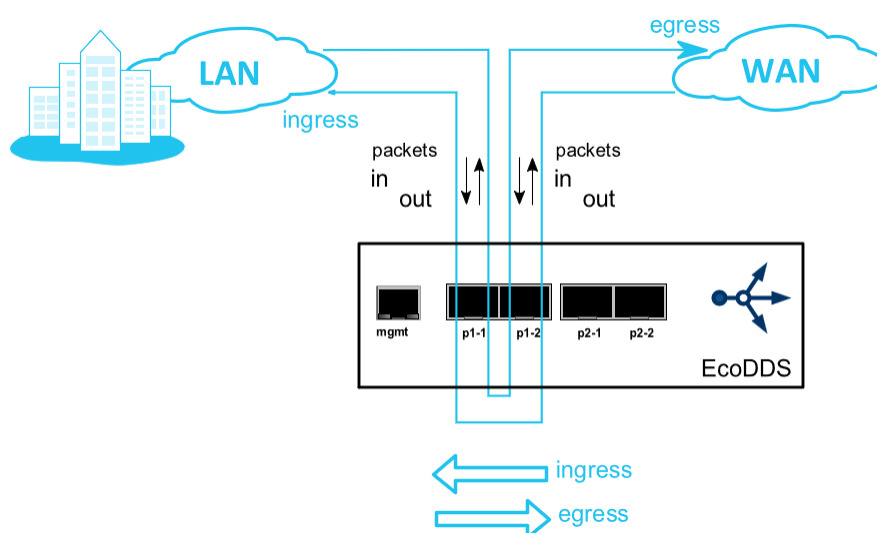 egress
LAN
WAN
ingress
packets
in
out
packets
in
out
mgmt
p1-1
p1-2
p2-1
p2-2
EcoDDS
ingress
egress